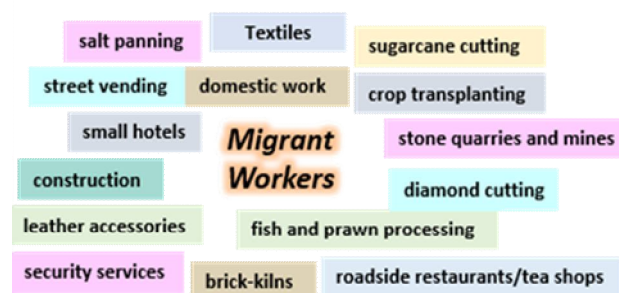 salt panning
Textiles
sugarcane cutting
street vending
domestic work
crop transplanting
small hotels
Migrant
Workers
stone quarries and mines
construction
diamond cutting
leather accessories
fish and prawn processing
security services
brick-kilns
roadside restaurants/tea shops